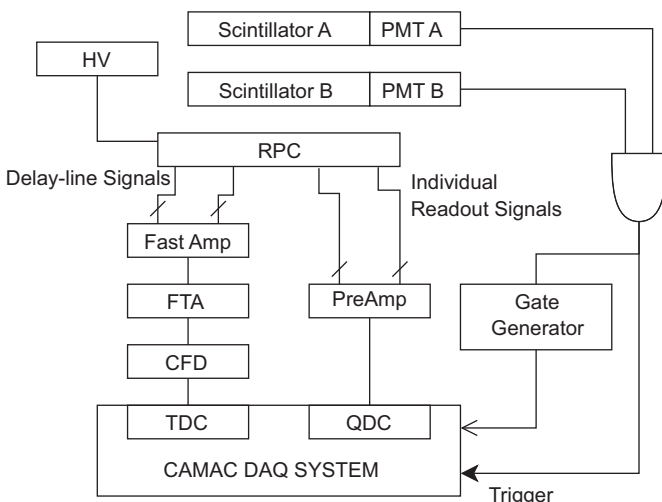 Scintillator A
PMT A
HV
Scintillator B
PMT B
RPC
Delay-line Signals
Individual
Readout Signals
Fast Amp
FTA
PreAmp
Gate
Generator
CFD
TDC
QDC
CAMAC DAQ SYSTEM
Trigger